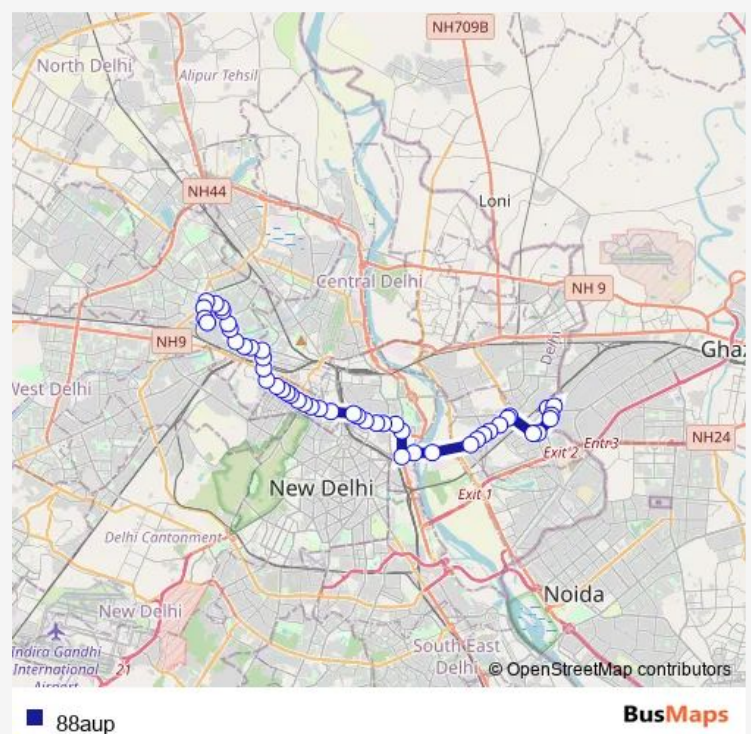 NH709B
North Delhi
Alipur Tehsil
NH44
Loni
Central Delhi
NH 9
Delhi
NH9
Ghaz
West Delhi
NH24
Exit 2
Entr3
New Delhi
Exit 1
Delhi Cantonment
Noida
New Delhi
Indira Gandhi
International
Airport
21
South East
Delhi
© OpenStreetMap contributors
88aup
BusMaps